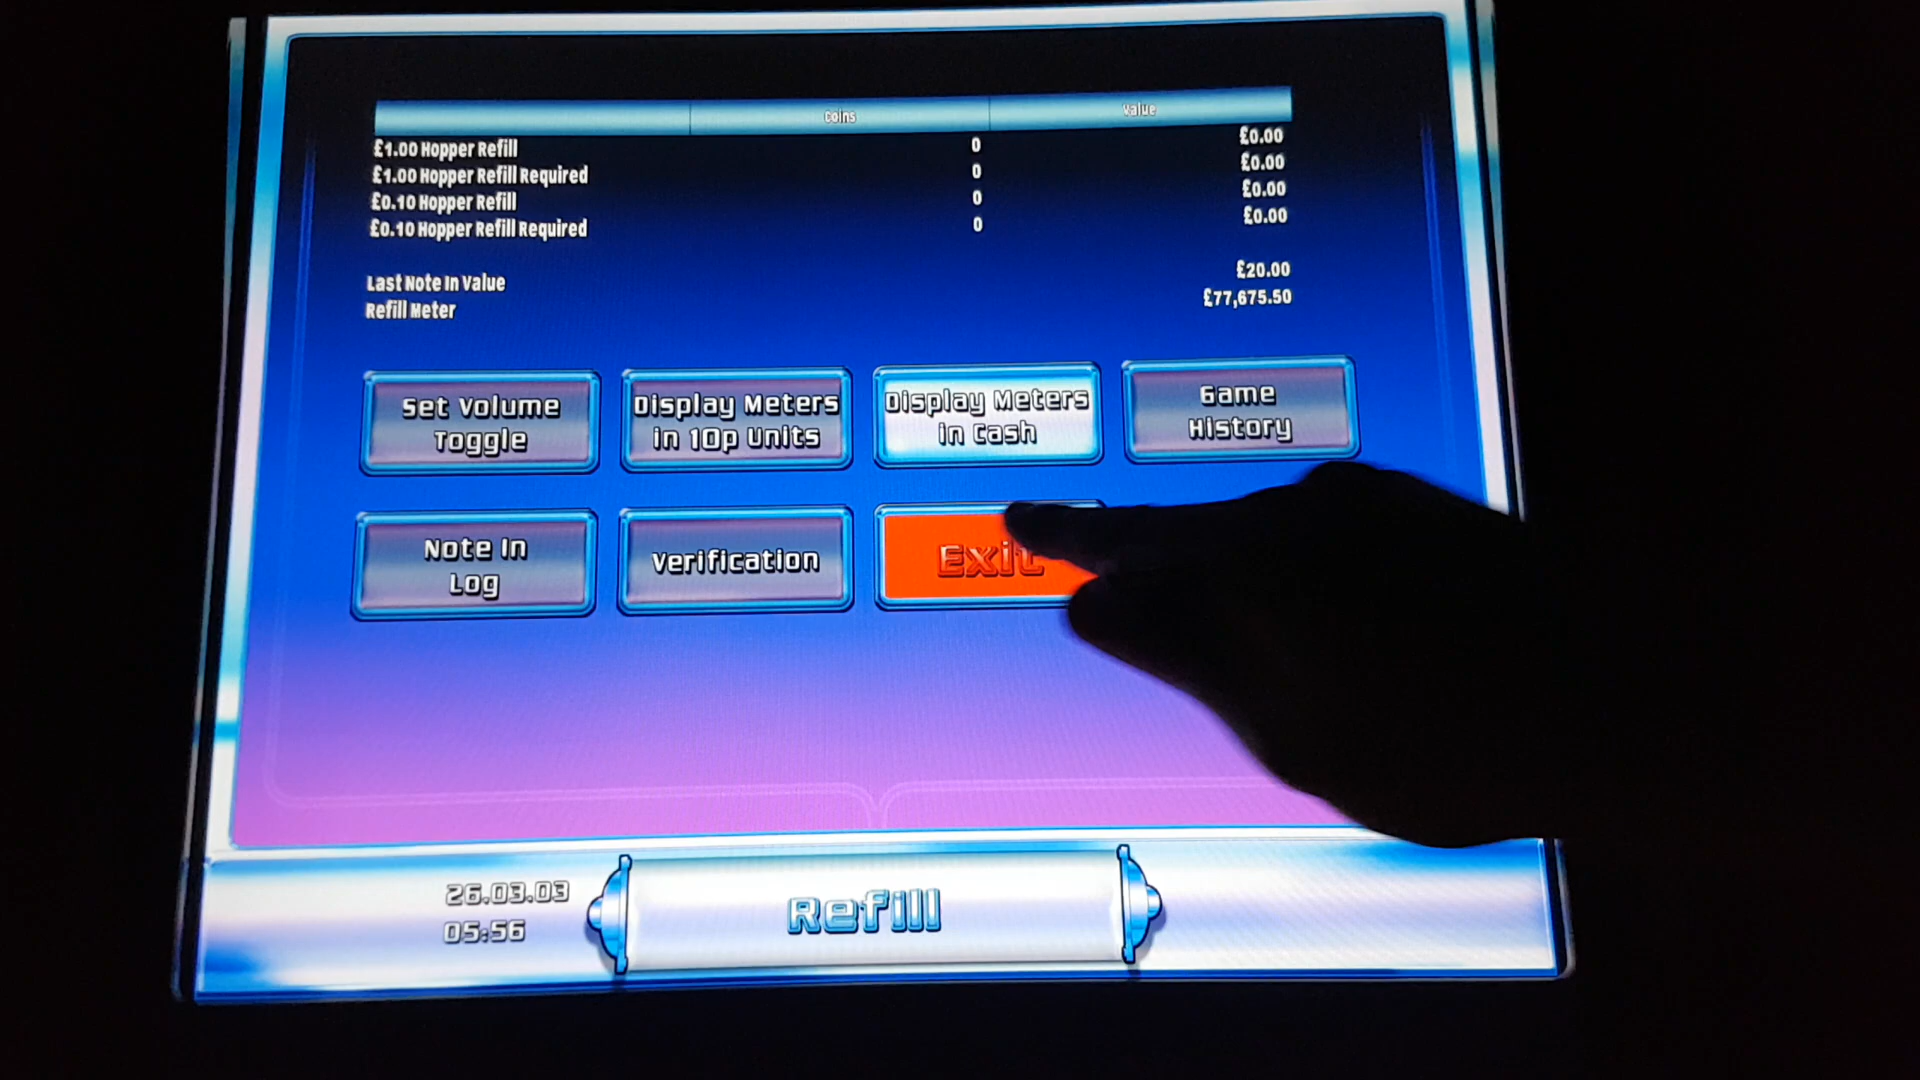 Coins Value
£1.00 Hopper Refill 0 £0.00
£1.00 Hopper Refill Required 0 £0.00
£0.10 Hopper Refill 0 £0.00
£0.10 Hopper Refill Required 0 £0.00
Last Note In Value £20.00
Refill Meter £77,675.50
Set Volume
Toggle
Display Meters
in 10p Units
Display Meters
in Cash
Game
History
Note In
Log
Verification
Exit
26.03.03
05:56
Refill